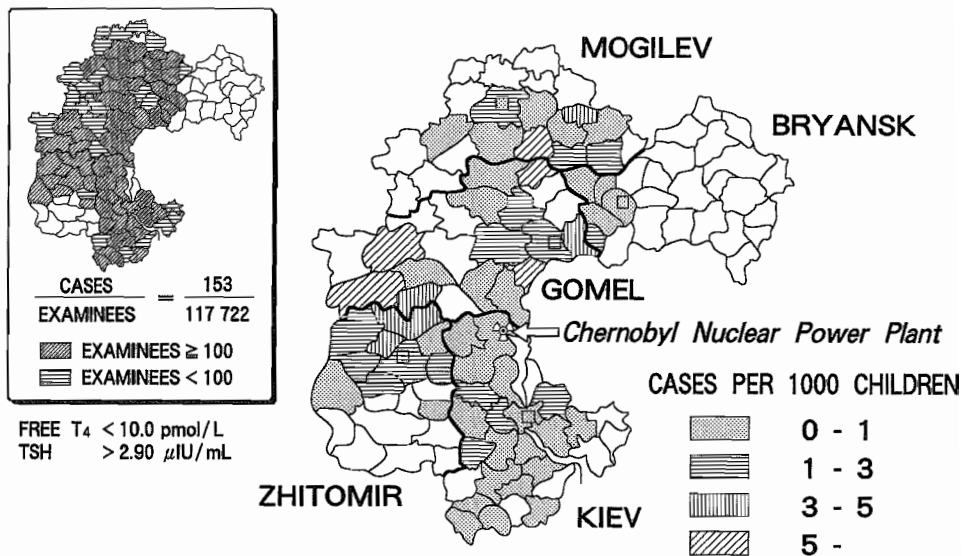 CASES
EXAMINEES
=
153
117 722
EXAMINEES ≥ 100
EXAMINEES < 100
FREE T₄ < 10.0 pmol/L
TSH > 2.90 μIU/mL
MOGILEV
BRYANSK
GOMEL
Chernobyl Nuclear Power Plant
ZHITOMIR
KIEV
CASES PER 1000 CHILDREN
0 - 1
1 - 3
3 - 5
5 -